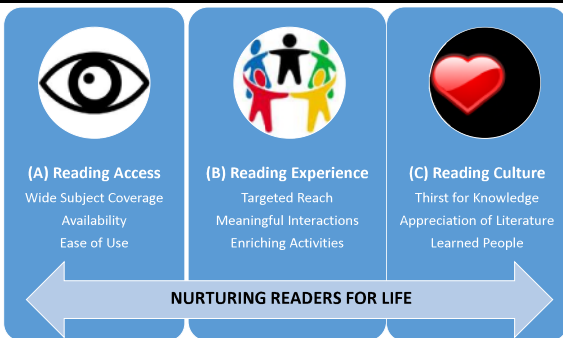 (A) Reading Access
Wide Subject Coverage
Availability
Ease of Use
(B) Reading Experience
Targeted Reach
Meaningful Interactions
Enriching Activities
(C) Reading Culture
Thirst for Knowledge
Appreciation of Literature
Learned People
NURTURING READERS FOR LIFE